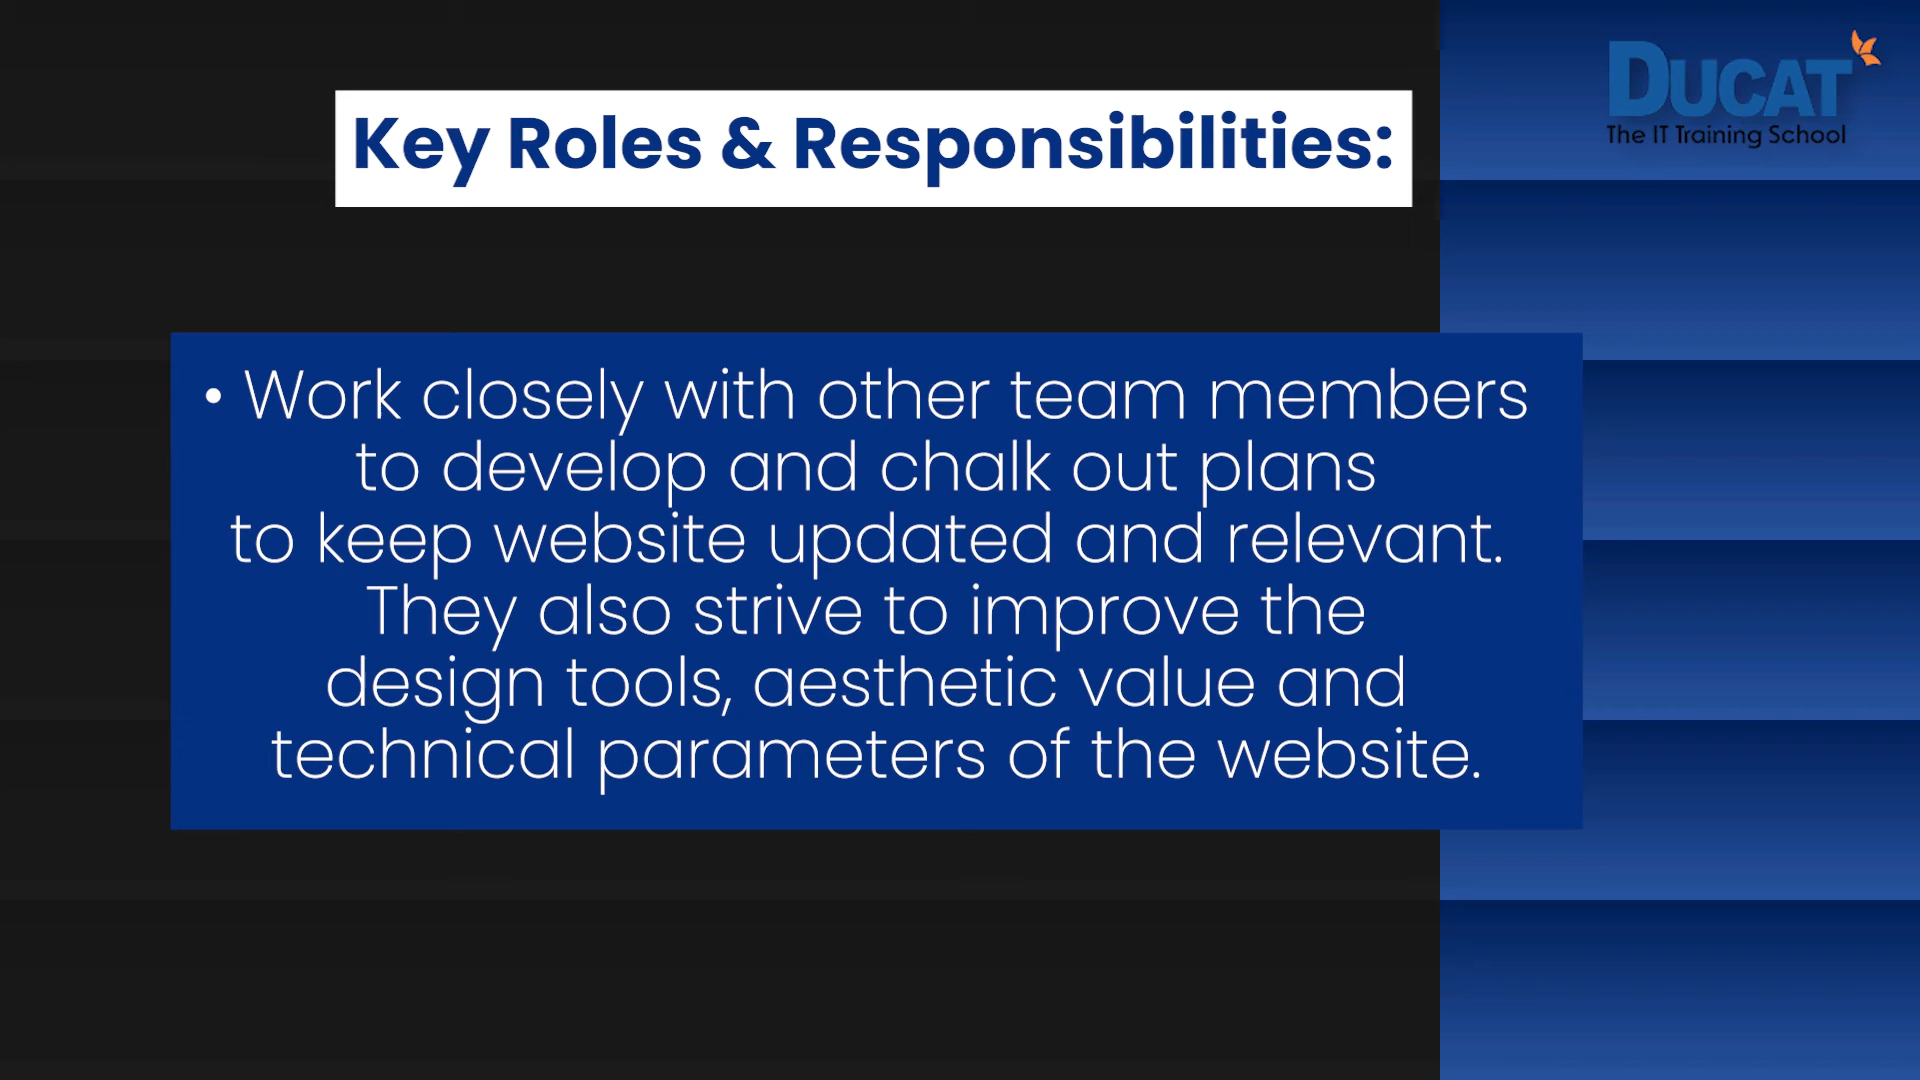 DUCAT
The IT Training School
Key Roles & Responsibilities:
• Work closely with other team members
to develop and chalk out plans
to keep website updated and relevant.
They also strive to improve the
design tools, aesthetic value and
technical parameters of the website.